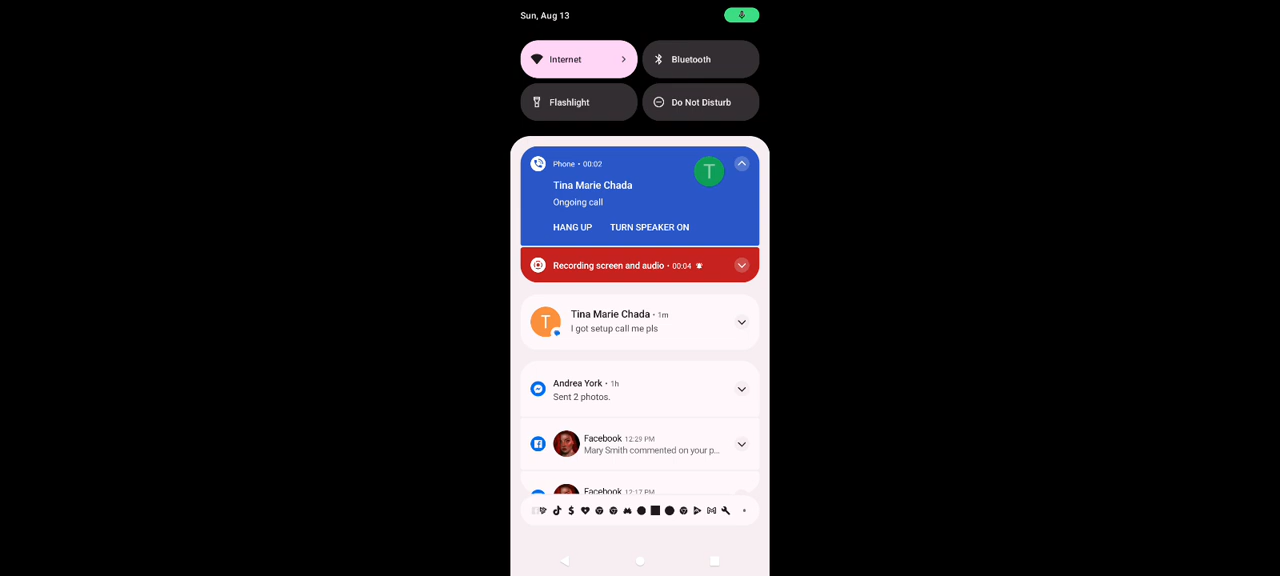 Sun, Aug 13
Internet
Bluetooth
Flashlight
Do Not Disturb
Phone • 00:02
T
Tina Marie Chada
Ongoing call
HANG UP TURN SPEAKER ON
Recording screen and audio • 00:04
T
Tina Marie Chada • 1m
I got setup call me pls
Andrea York • 1h
Sent 2 photos.
Facebook 12:29 PM
Mary Smith commented on your p...
Facebook 12:17 PM